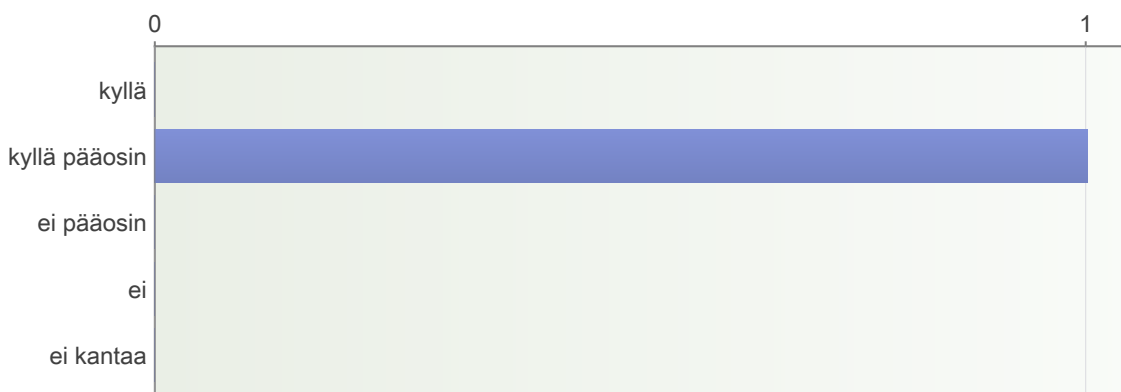 0 1
kyllä
kyllä pääosin
ei pääosin
ei
ei kantaa